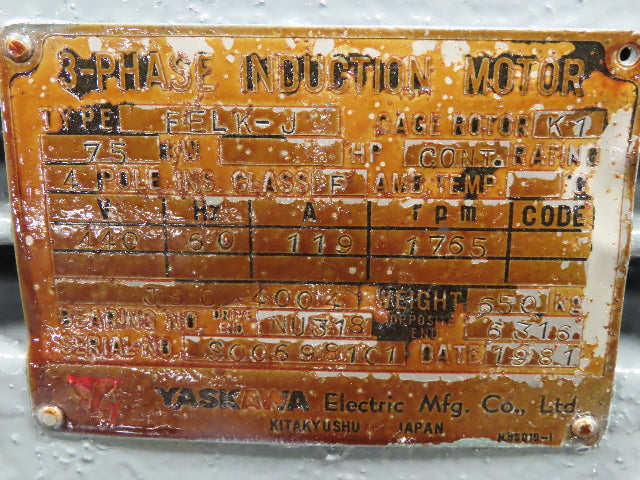 3-PHASE INDUCTION MOTOR
TYPE FELK-J CAGE ROTOR K1
75 KW HP CONT. RATING
4 POLE INS. CLASS F AMB. TEMP.
V Hz A rpm CODE
440 60 119 1765
JIS C 4004 WEIGHT 650 kg
BEARING NO. DRIVE END NU318 OPPOSITE END 6316
SERIAL NO. DATE 1981
YASKAWA Electric Mfg. Co., Ltd.
KITAKYUSHU JAPAN